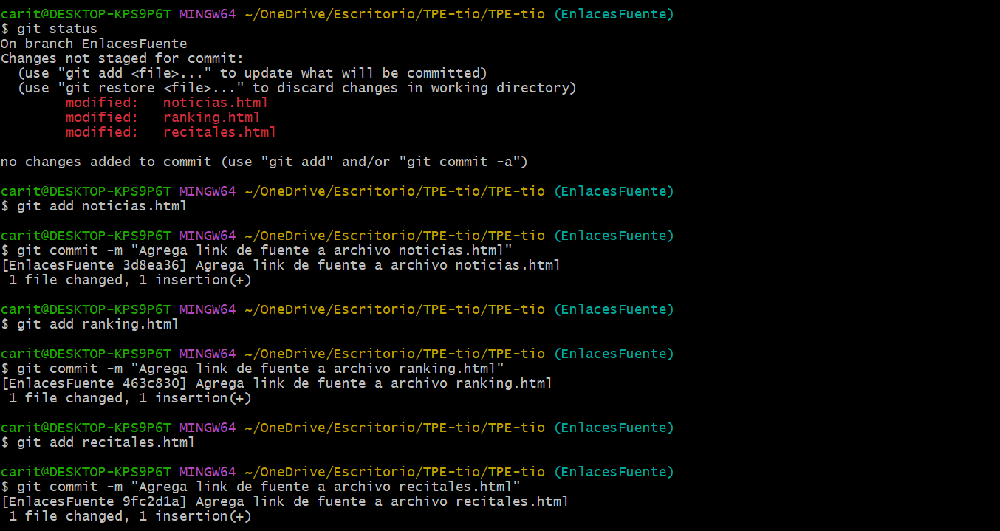 carit@DESKTOP-KPS9P6T MINGW64 ~/OneDrive/Escritorio/TPE-tio/TPE-tio (EnlacesFuente)
$ git status
On branch EnlacesFuente
Changes not staged for commit:
  (use "git add <file>..." to update what will be committed)
  (use "git restore <file>..." to discard changes in working directory)
        modified:   noticias.html
        modified:   ranking.html
        modified:   recitales.html

no changes added to commit (use "git add" and/or "git commit -a")

carit@DESKTOP-KPS9P6T MINGW64 ~/OneDrive/Escritorio/TPE-tio/TPE-tio (EnlacesFuente)
$ git add noticias.html

carit@DESKTOP-KPS9P6T MINGW64 ~/OneDrive/Escritorio/TPE-tio/TPE-tio (EnlacesFuente)
$ git commit -m "Agrega link de fuente a archivo noticias.html"
[EnlacesFuente 3d8ea36] Agrega link de fuente a archivo noticias.html
 1 file changed, 1 insertion(+)

carit@DESKTOP-KPS9P6T MINGW64 ~/OneDrive/Escritorio/TPE-tio/TPE-tio (EnlacesFuente)
$ git add ranking.html

carit@DESKTOP-KPS9P6T MINGW64 ~/OneDrive/Escritorio/TPE-tio/TPE-tio (EnlacesFuente)
$ git commit -m "Agrega link de fuente a archivo ranking.html"
[EnlacesFuente 463c830] Agrega link de fuente a archivo ranking.html
 1 file changed, 1 insertion(+)

carit@DESKTOP-KPS9P6T MINGW64 ~/OneDrive/Escritorio/TPE-tio/TPE-tio (EnlacesFuente)
$ git add recitales.html

carit@DESKTOP-KPS9P6T MINGW64 ~/OneDrive/Escritorio/TPE-tio/TPE-tio (EnlacesFuente)
$ git commit -m "Agrega link de fuente a archivo recitales.html"
[EnlacesFuente 9fc2d1a] Agrega link de fuente a archivo recitales.html
 1 file changed, 1 insertion(+)